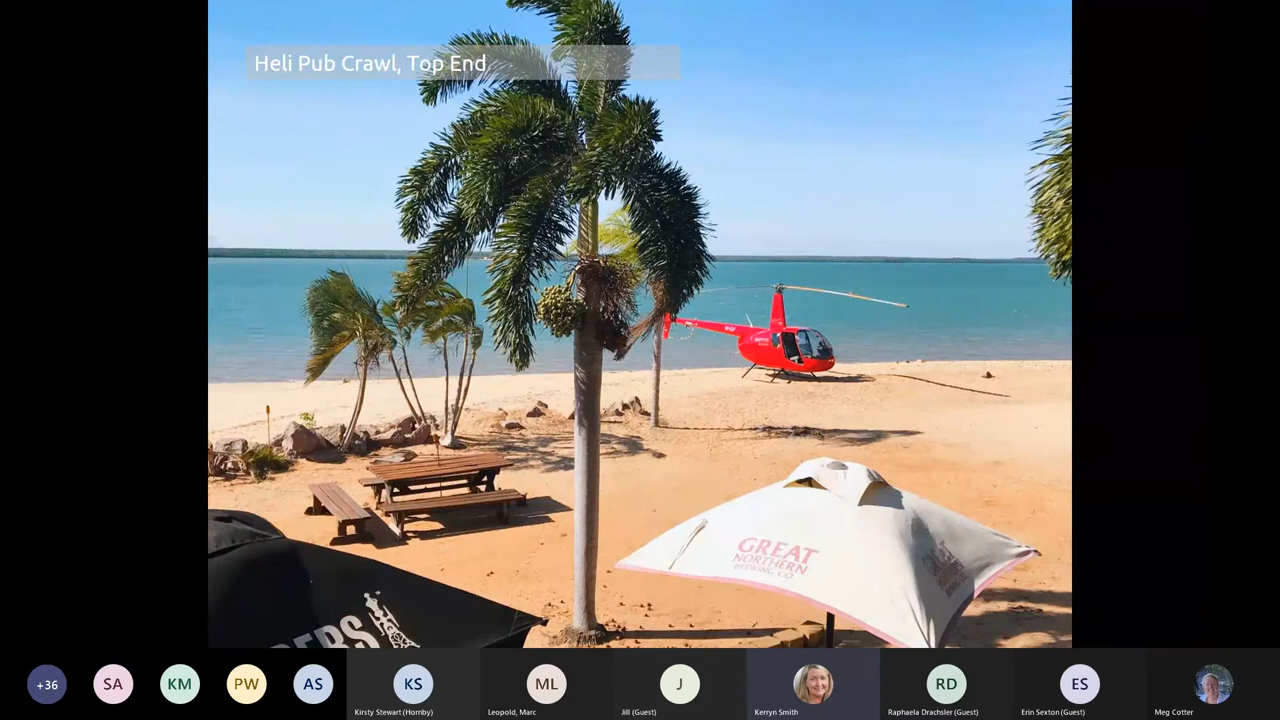 Heli Pub Crawl, Top End
GREAT
NORTHERN
BREWING CO.
+36
SA
KM
PW
AS
KS
Kirsty Stewart (Hornby)
ML
Leopold, Marc
J
Jill (Guest)
Kerryn Smith
RD
Raphaela Drachsler (Guest)
ES
Erin Sexton (Guest)
Meg Cotter